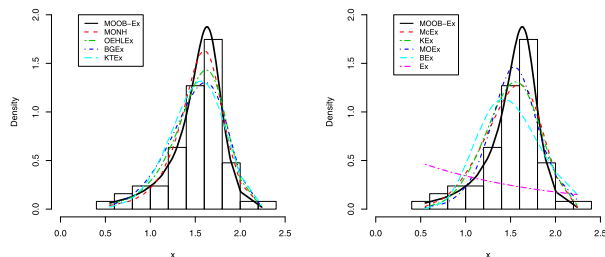 MOOB-Ex
MONH
OEHLEx
BGEx
KTEx
Density
0.0 0.5 1.0 1.5 2.0
0.0 0.5 1.0 1.5 2.0 2.5
x
MOOB-Ex
McEx
KEx
MOEx
BEx
Ex
Density
0.0 0.5 1.0 1.5 2.0
0.0 0.5 1.0 1.5 2.0 2.5
x